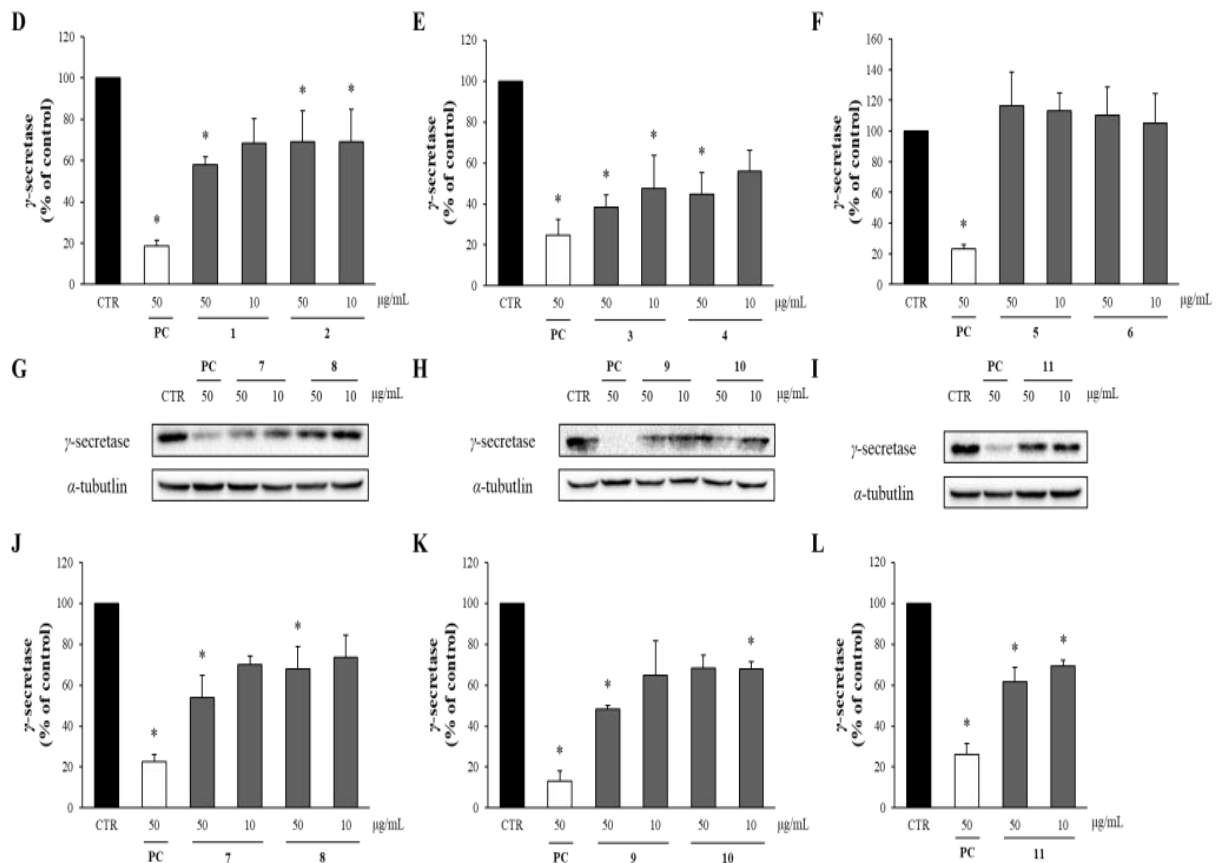 D
γ-secretase
(% of control)
120
100
80
60
40
20
0
* * * *
CTR 50 50 10 50 10 μg/mL
PC 1 2
E
γ-secretase
(% of control)
120
100
80
60
40
20
0
* * * *
CTR 50 50 10 50 10 μg/mL
PC 3 4
F
γ-secretase
(% of control)
160
140
120
100
80
60
40
20
0
*
CTR 50 50 10 50 10 μg/mL
PC 5 6
G
PC 7 8
CTR 50 50 10 50 10 μg/mL
γ-secretase
α-tubutlin
H
PC 9 10
CTR 50 50 10 50 10 μg/mL
γ-secretase
α-tubutlin
I
PC 11
CTR 50 50 10 μg/mL
γ-secretase
α-tubutlin
J
γ-secretase
(% of control)
120
100
80
60
40
20
0
* * *
CTR 50 50 10 50 10 μg/mL
PC 7 8
K
γ-secretase
(% of control)
120
100
80
60
40
20
0
* * *
CTR 50 50 10 50 10 μg/mL
PC 9 10
L
γ-secretase
(% of control)
120
100
80
60
40
20
0
* * *
CTR 50 50 10 μg/mL
PC 11